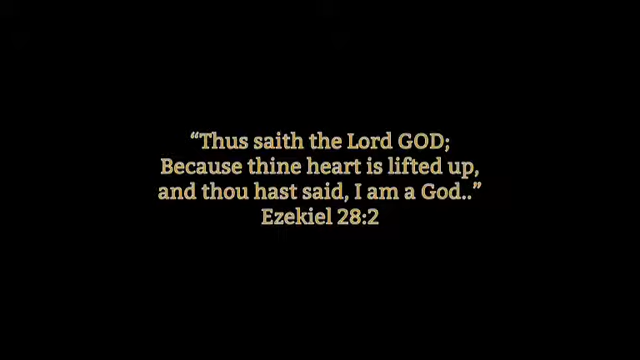 “Thus saith the Lord GOD;
Because thine heart is lifted up,
and thou hast said, I am a God..”
Ezekiel 28:2